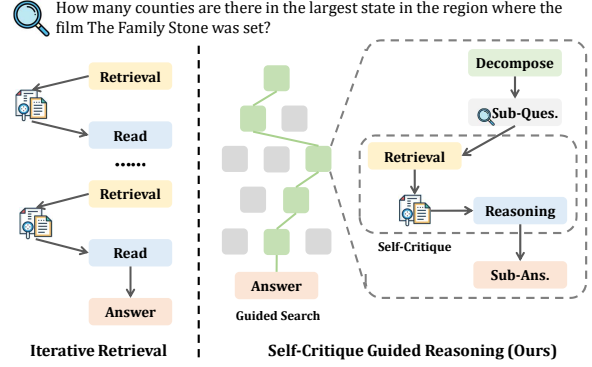 How many counties are there in the largest state in the region where the
film The Family Stone was set?
Retrieval
Read
......
Retrieval
Read
Answer
Iterative Retrieval
Answer
Guided Search
Decompose
Sub-Ques.
Retrieval
Reasoning
Self-Critique
Sub-Ans.
Self-Critique Guided Reasoning (Ours)